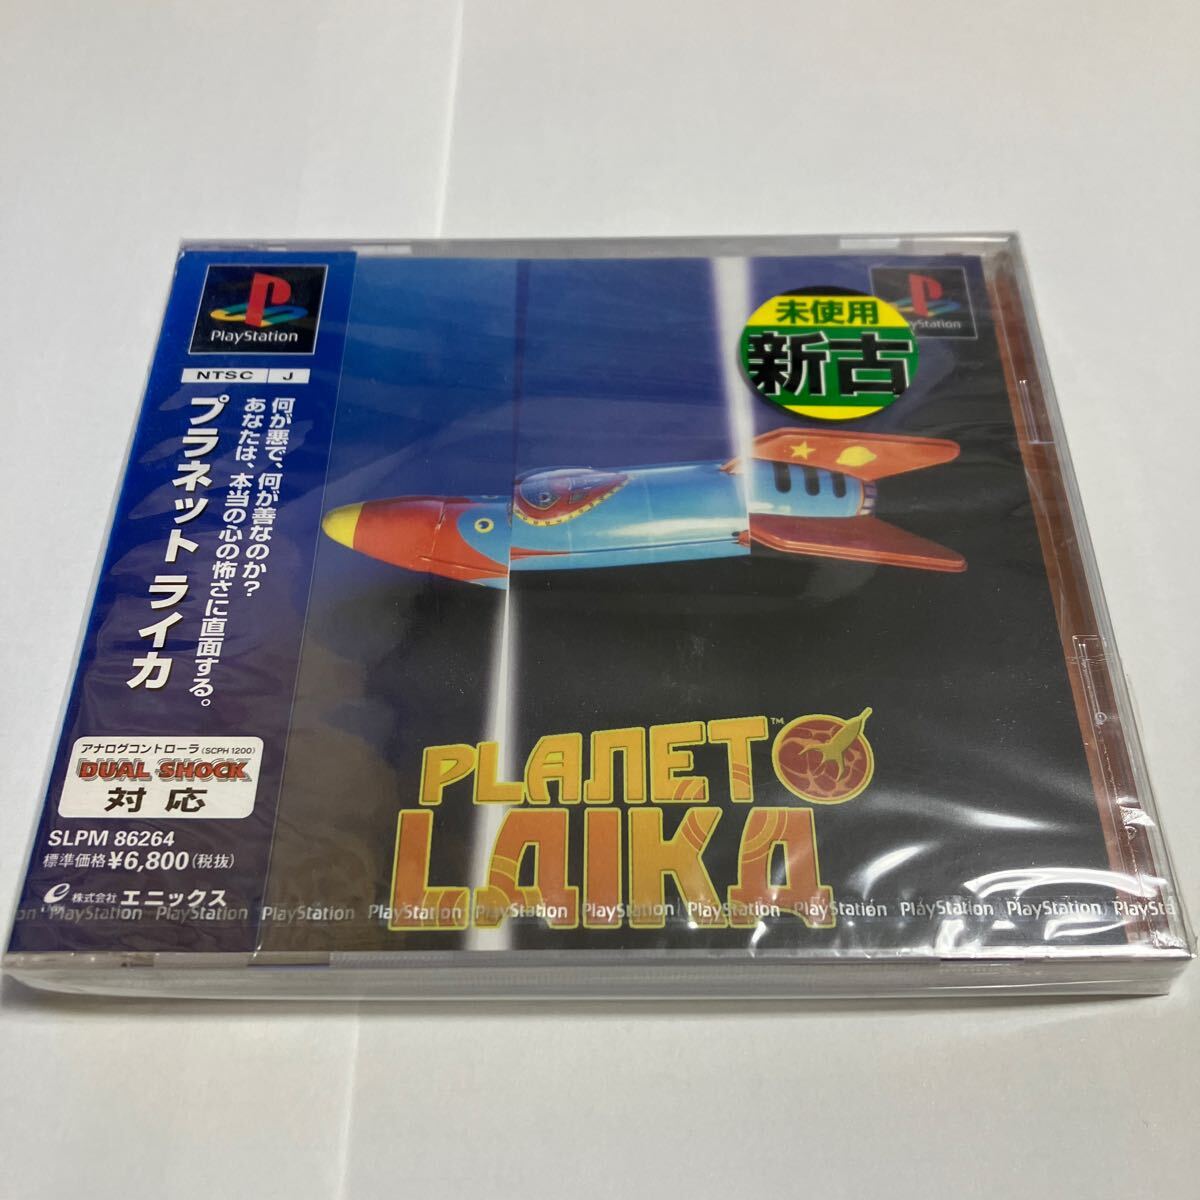 PlayStation
NTSC J
何が悪で、何が善なのか?
あなたは、本当の心の怖さに直面する。
プラネットライカ
アナログコントローラ(SCPH 1200)
DUAL SHOCK
対応
SLPM 86264
標準価格¥6,800(税抜)
株式会社 エニックス
未使用
新古
PlayStation
PLANET
LAIKA
TM
on PlayStation PlayStation PlayStation PlayStation PlayStation PlayStation PlayStation PlayStation PlayStation PlayStation PlaySta